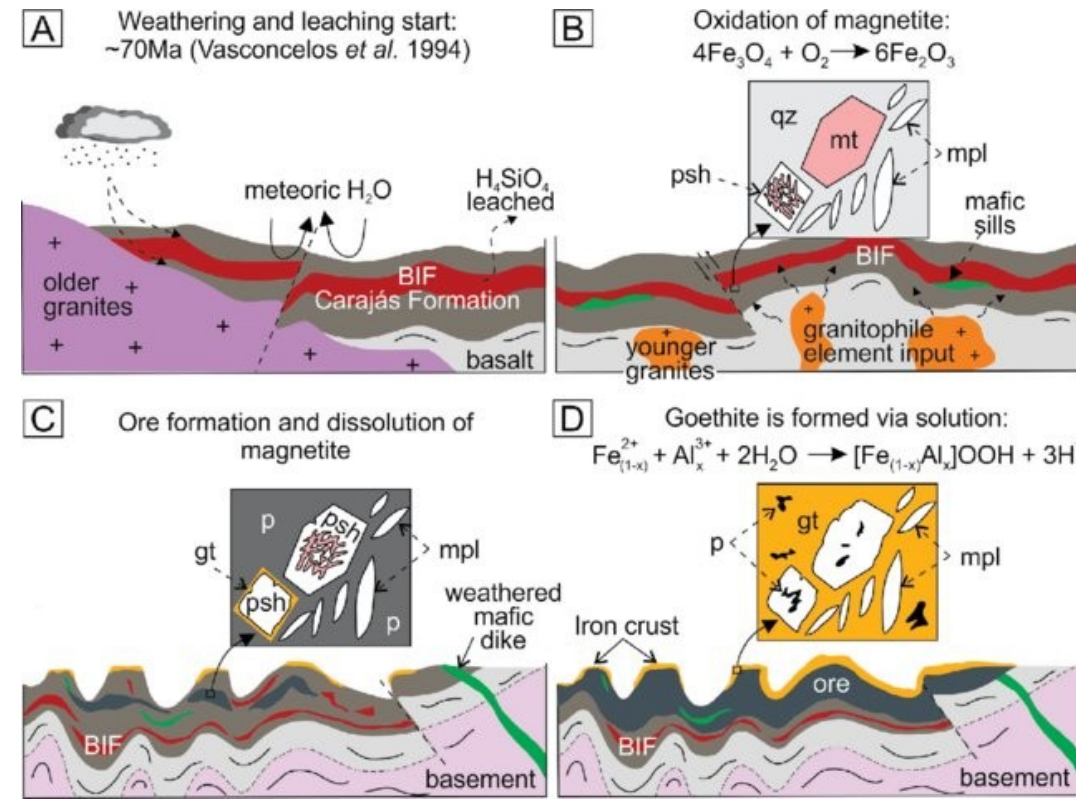 A
Weathering and leaching start:
~70Ma (Vasconcelos et al. 1994)
meteoric H₂O
H₄SiO₄
leached
older
granites
BIF
Carajás Formation
basalt
B
Oxidation of magnetite:
4Fe₃O₄ + O₂ → 6Fe₂O₃
qz
mt
psh
mpl
mafic
sills
BIF
younger
granites
granitophile
element input
C
Ore formation and dissolution of
magnetite
p
psh
gt
mpl
psh
p
weathered
mafic
dike
BIF
basement
D
Goethite is formed via solution:
Fe²⁺₍₁₋ₓ₎ + Al³⁺ₓ + 2H₂O → [Fe₍₁₋ₓ₎Alₓ]OOH + 3H
gt
p
mpl
Iron crust
ore
BIF
basement